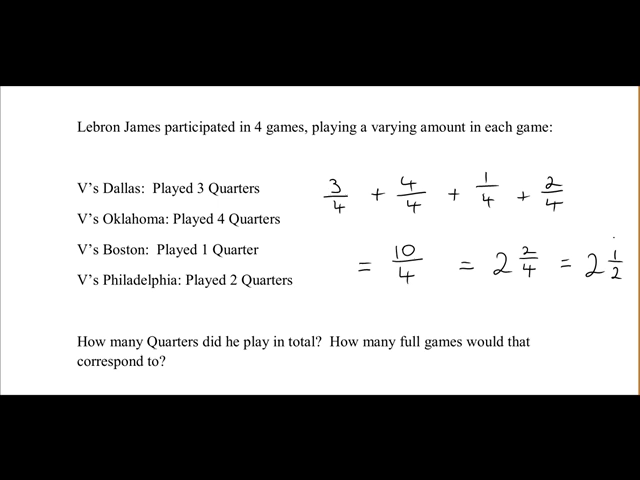 Lebron James participated in 4 games, playing a varying amount in each game:
V's Dallas: Played 3 Quarters
V's Oklahoma: Played 4 Quarters
V's Boston: Played 1 Quarter
V's Philadelphia: Played 2 Quarters
3/4 + 4/4 + 1/4 + 2/4
= 10/4 = 2 2/4 = 2 1/2
How many Quarters did he play in total? How many full games would that
correspond to?